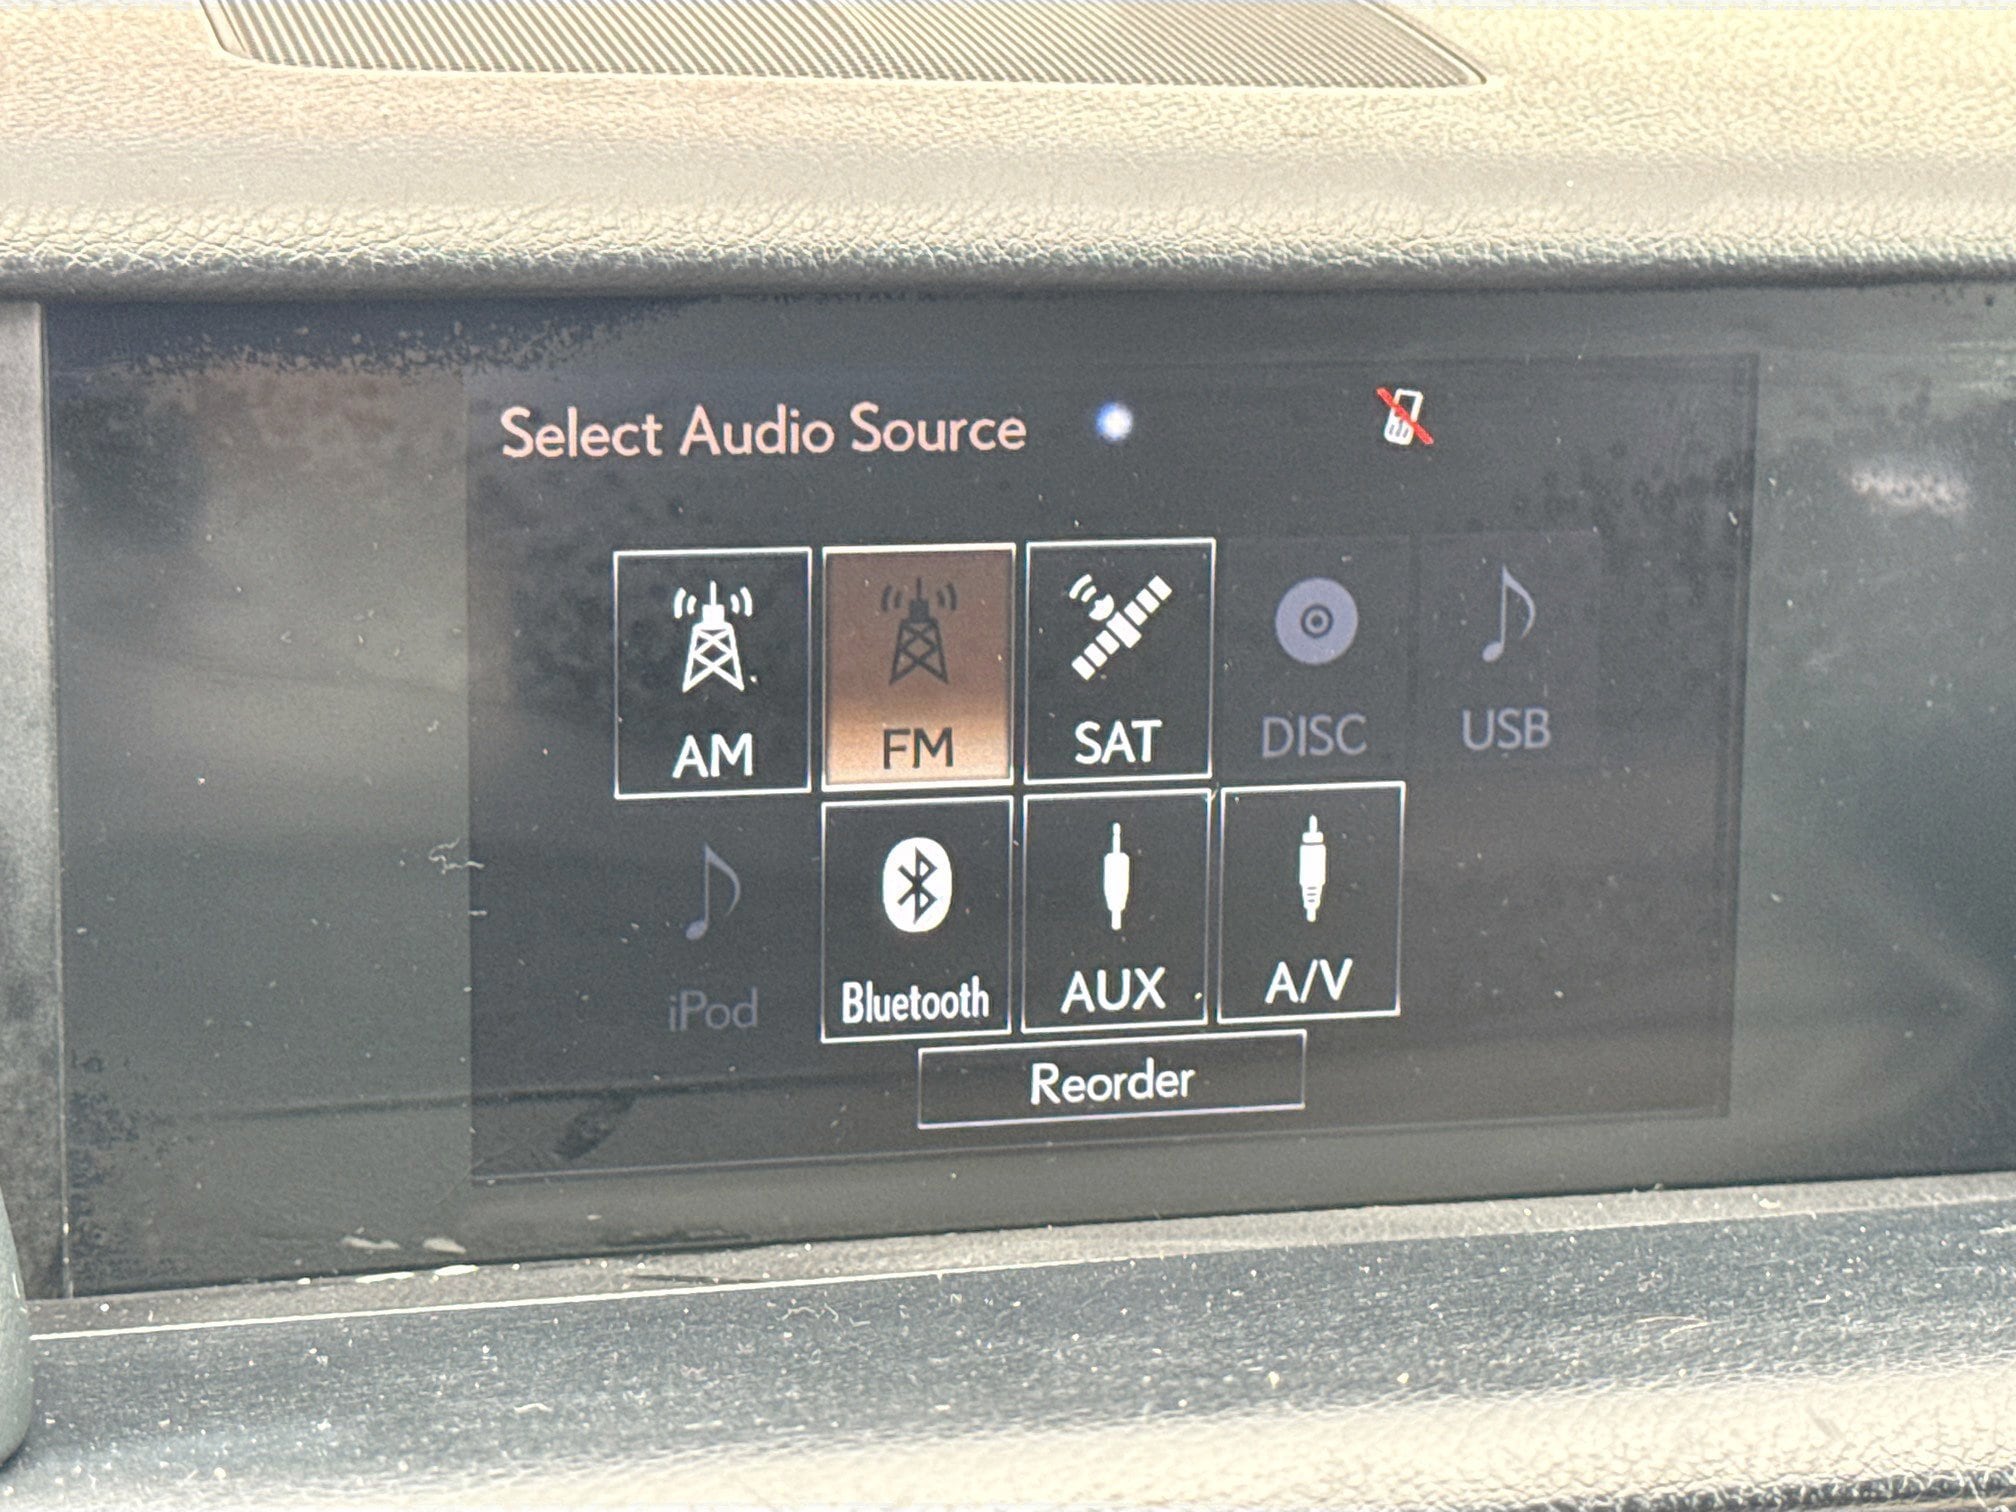 Select Audio Source
AM FM SAT DISC USB
iPod Bluetooth AUX A/V
Reorder